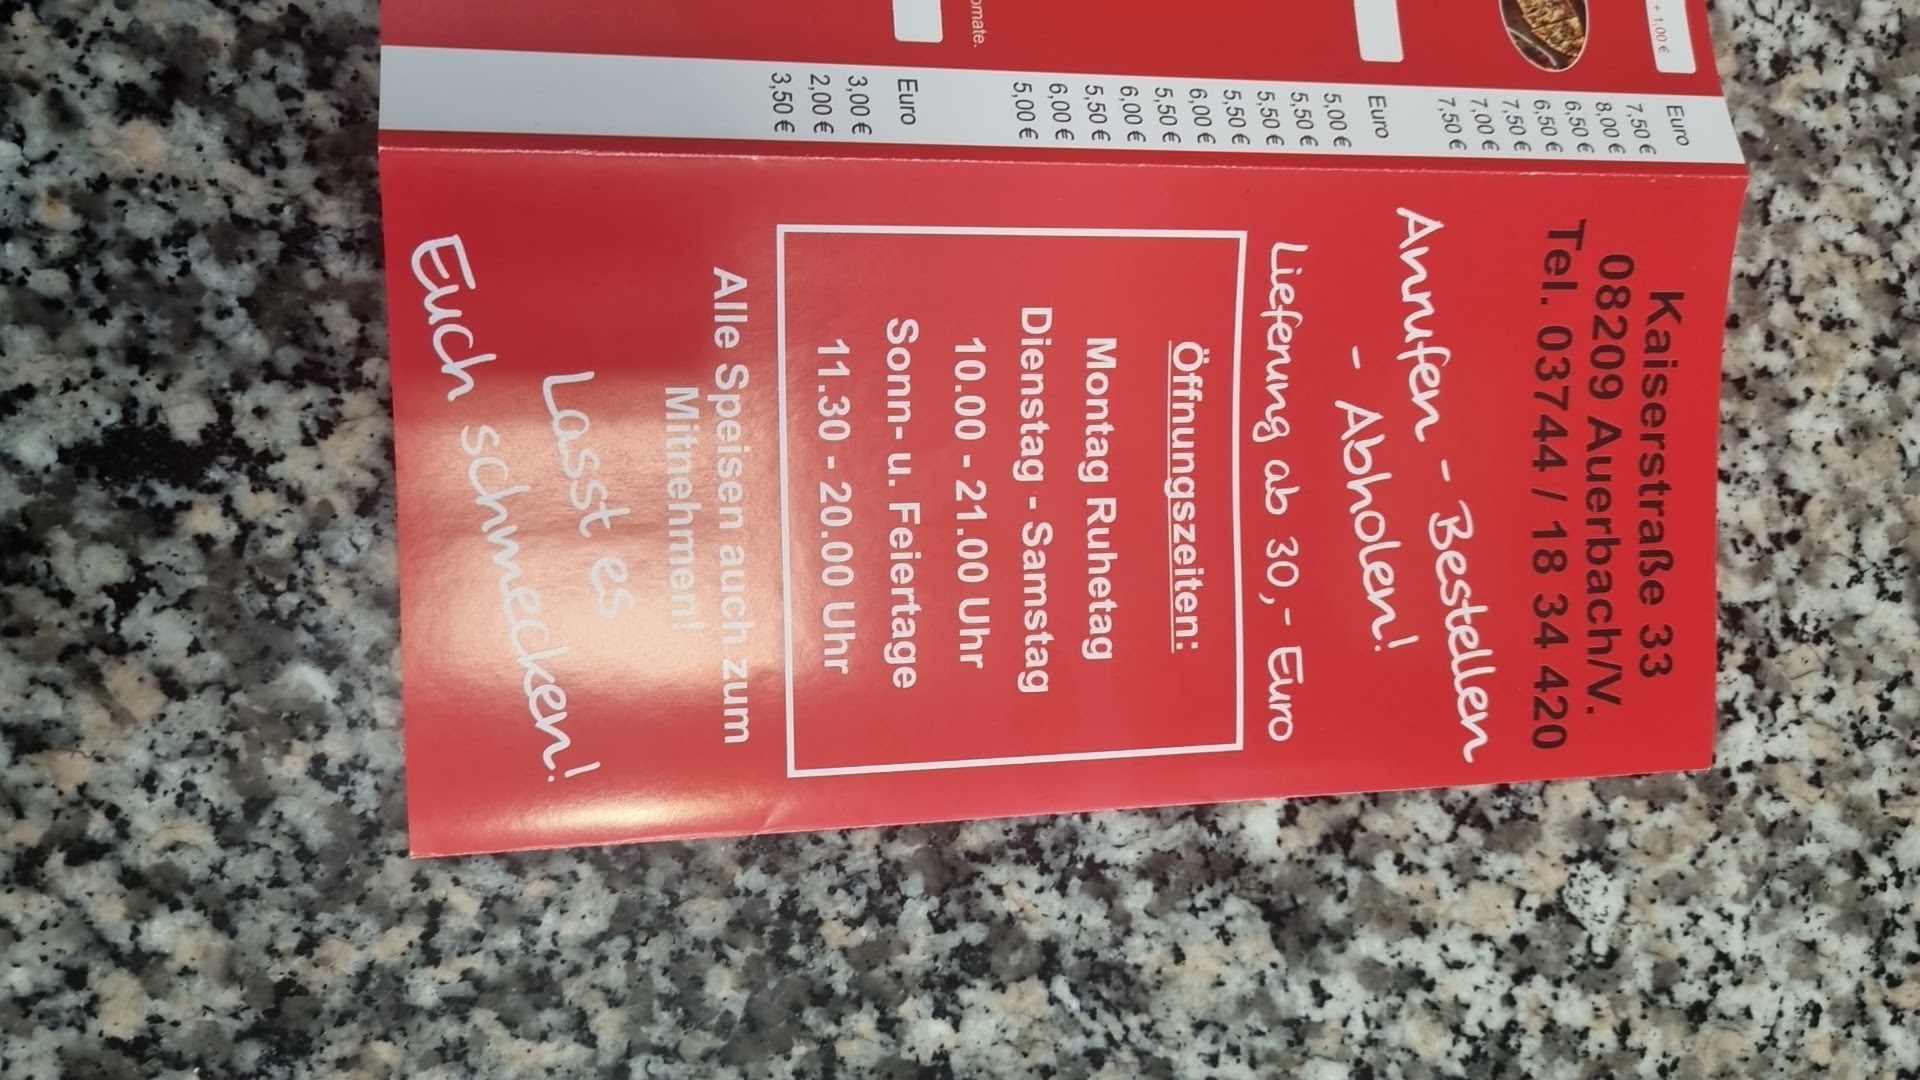 + 1,00 €
Euro
7,50 €
8,00 €
6,50 €
6,50 €
7,50 €
7,00 €
7,50 €
Euro
5,00 €
5,50 €
5,50 €
5,50 €
6,00 €
5,50 €
6,00 €
5,50 €
6,00 €
5,00 €
Euro
3,00 €
2,00 €
3,50 €
Kaiserstraße 33
08209 Auerbach/V.
Tel. 03744 / 18 34 420
Anrufen - Bestellen
- Abholen!
Lieferung ab 30,- Euro
Öffnungszeiten:
Montag Ruhetag
Dienstag - Samstag
10.00 - 21.00 Uhr
Sonn- u. Feiertage
11.30 - 20.00 Uhr
Alle Speisen auch zum
Mitnehmen!
Lasst es
Euch schmecken!